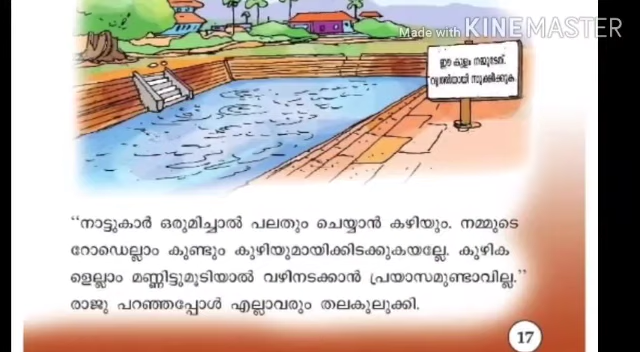 Made with KINEMASTER
ഈ കുളം നമ്മുടേത്.
വൃത്തിയായി സൂക്ഷിക്കുക
“നാട്ടുകാർ ഒരുമിച്ചാൽ പലതും ചെയ്യാൻ കഴിയും. നമ്മുടെ
റോഡെല്ലാം കുണ്ടും കുഴിയുമായിക്കിടക്കുകയല്ലേ. കുഴിക
ളെല്ലാം മണ്ണിട്ടുമൂടിയാൽ വഴിനടക്കാൻ പ്രയാസമുണ്ടാവില്ല.”
രാജു പറഞ്ഞപ്പോൾ എല്ലാവരും തലകുലുക്കി.
17